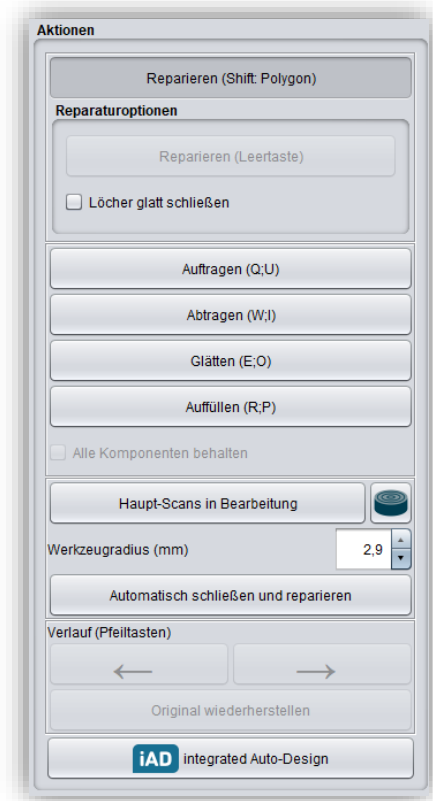 Aktionen
Reparieren (Shift: Polygon)
Reparaturoptionen
Reparieren (Leertaste)
Löcher glatt schließen
Auftragen (Q;U)
Abtragen (W;I)
Glätten (E;O)
Auffüllen (R;P)
Alle Komponenten behalten
Haupt-Scans in Bearbeitung
Werkzeugradius (mm) 2,9
Automatisch schließen und reparieren
Verlauf (Pfeiltasten)
← →
Original wiederherstellen
iAD integrated Auto-Design